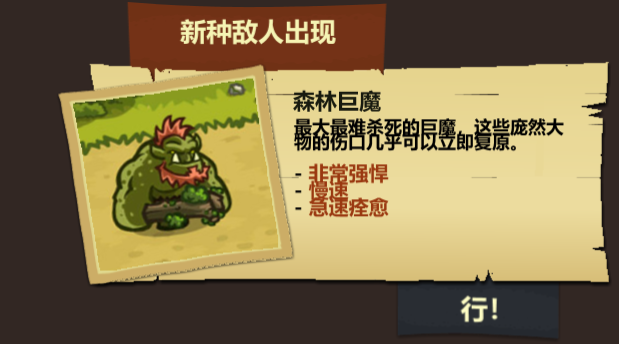 新种敌人出现
森林巨魔
最大最难杀死的巨魔，这些庞然大
物的伤口几乎可以立即复原。
- 非常强悍
- 慢速
- 急速痊愈
行!